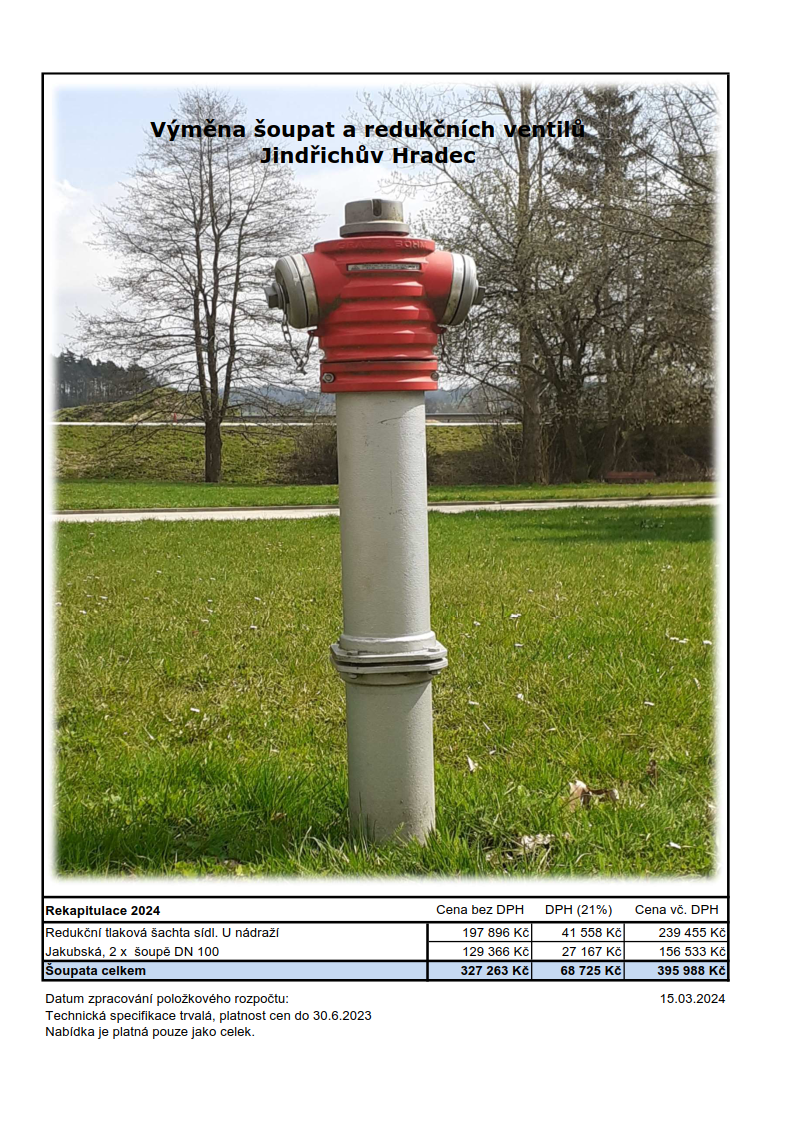 Výměna šoupat a redukčních ventilů
Jindřichův Hradec
BOHM
Rekapitulace 2024 Cena bez DPH DPH (21%) Cena vč. DPH
Redukční tlaková šachta sídl. U nádraží 197 896 Kč 41 558 Kč 239 455 Kč
Jakubská, 2 x šoupě DN 100 129 366 Kč 27 167 Kč 156 533 Kč
Šoupata celkem 327 263 Kč 68 725 Kč 395 988 Kč
Datum zpracování položkového rozpočtu: 15.03.2024
Technická specifikace trvalá, platnost cen do 30.6.2023
Nabídka je platná pouze jako celek.